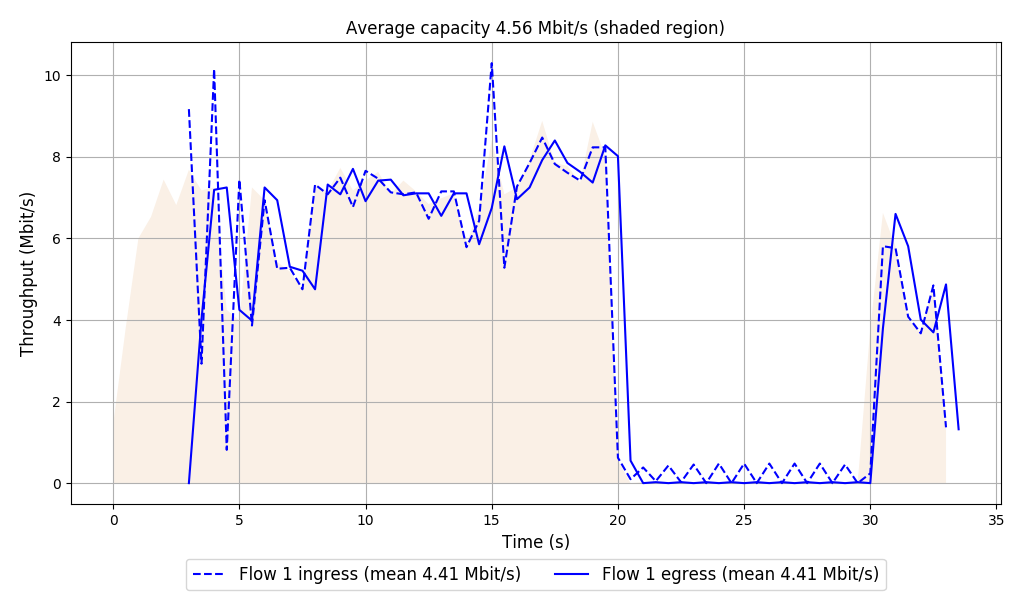 Average capacity 4.56 Mbit/s (shaded region)
Throughput (Mbit/s)
10
8
6
4
2
0
0 5 10 15 20 25 30 35
Time (s)
Flow 1 ingress (mean 4.41 Mbit/s) Flow 1 egress (mean 4.41 Mbit/s)